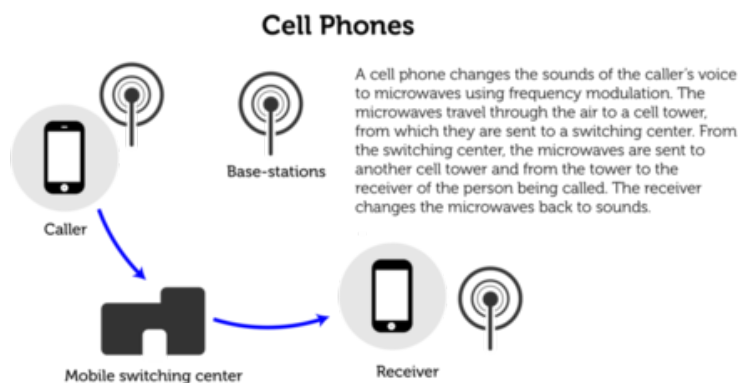 Cell Phones
A cell phone changes the sounds of the caller's voice
to microwaves using frequency modulation. The
microwaves travel through the air to a cell tower,
from which they are sent to a switching center. From
the switching center, the microwaves are sent to
another cell tower and from the tower to the
receiver of the person being called. The receiver
changes the microwaves back to sounds.
Base-stations
Caller
Mobile switching center
Receiver